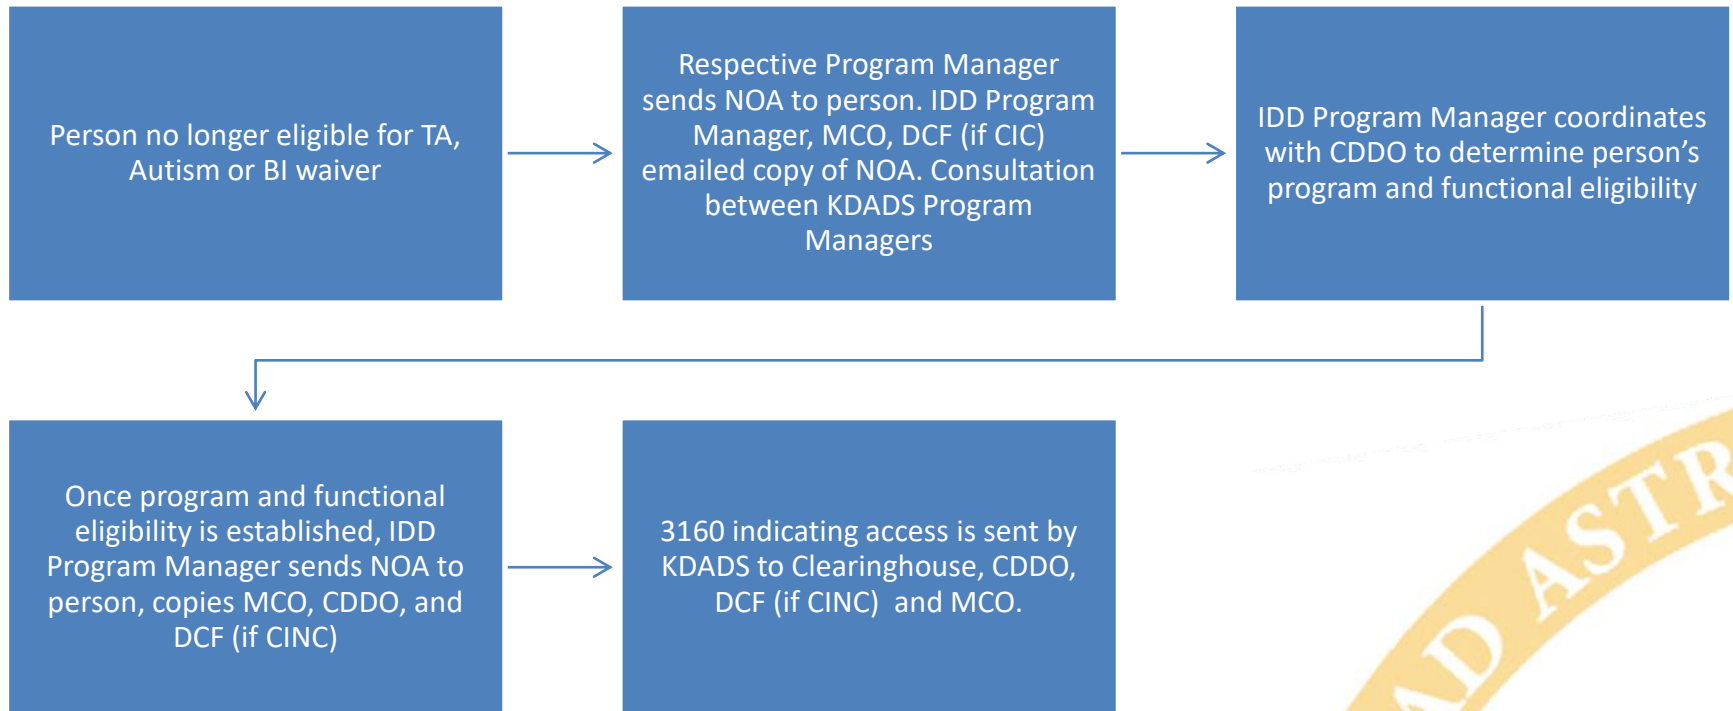 Person no longer eligible for TA,
Autism or BI waiver
Respective Program Manager
sends NOA to person. IDD Program
Manager, MCO, DCF (if CIC)
emailed copy of NOA. Consultation
between KDADS Program
Managers
IDD Program Manager coordinates
with CDDO to determine person’s
program and functional eligibility
Once program and functional
eligibility is established, IDD
Program Manager sends NOA to
person, copies MCO, CDDO, and
DCF (if CINC)
3160 indicating access is sent by
KDADS to Clearinghouse, CDDO,
DCF (if CINC)  and MCO.
AD ASTR